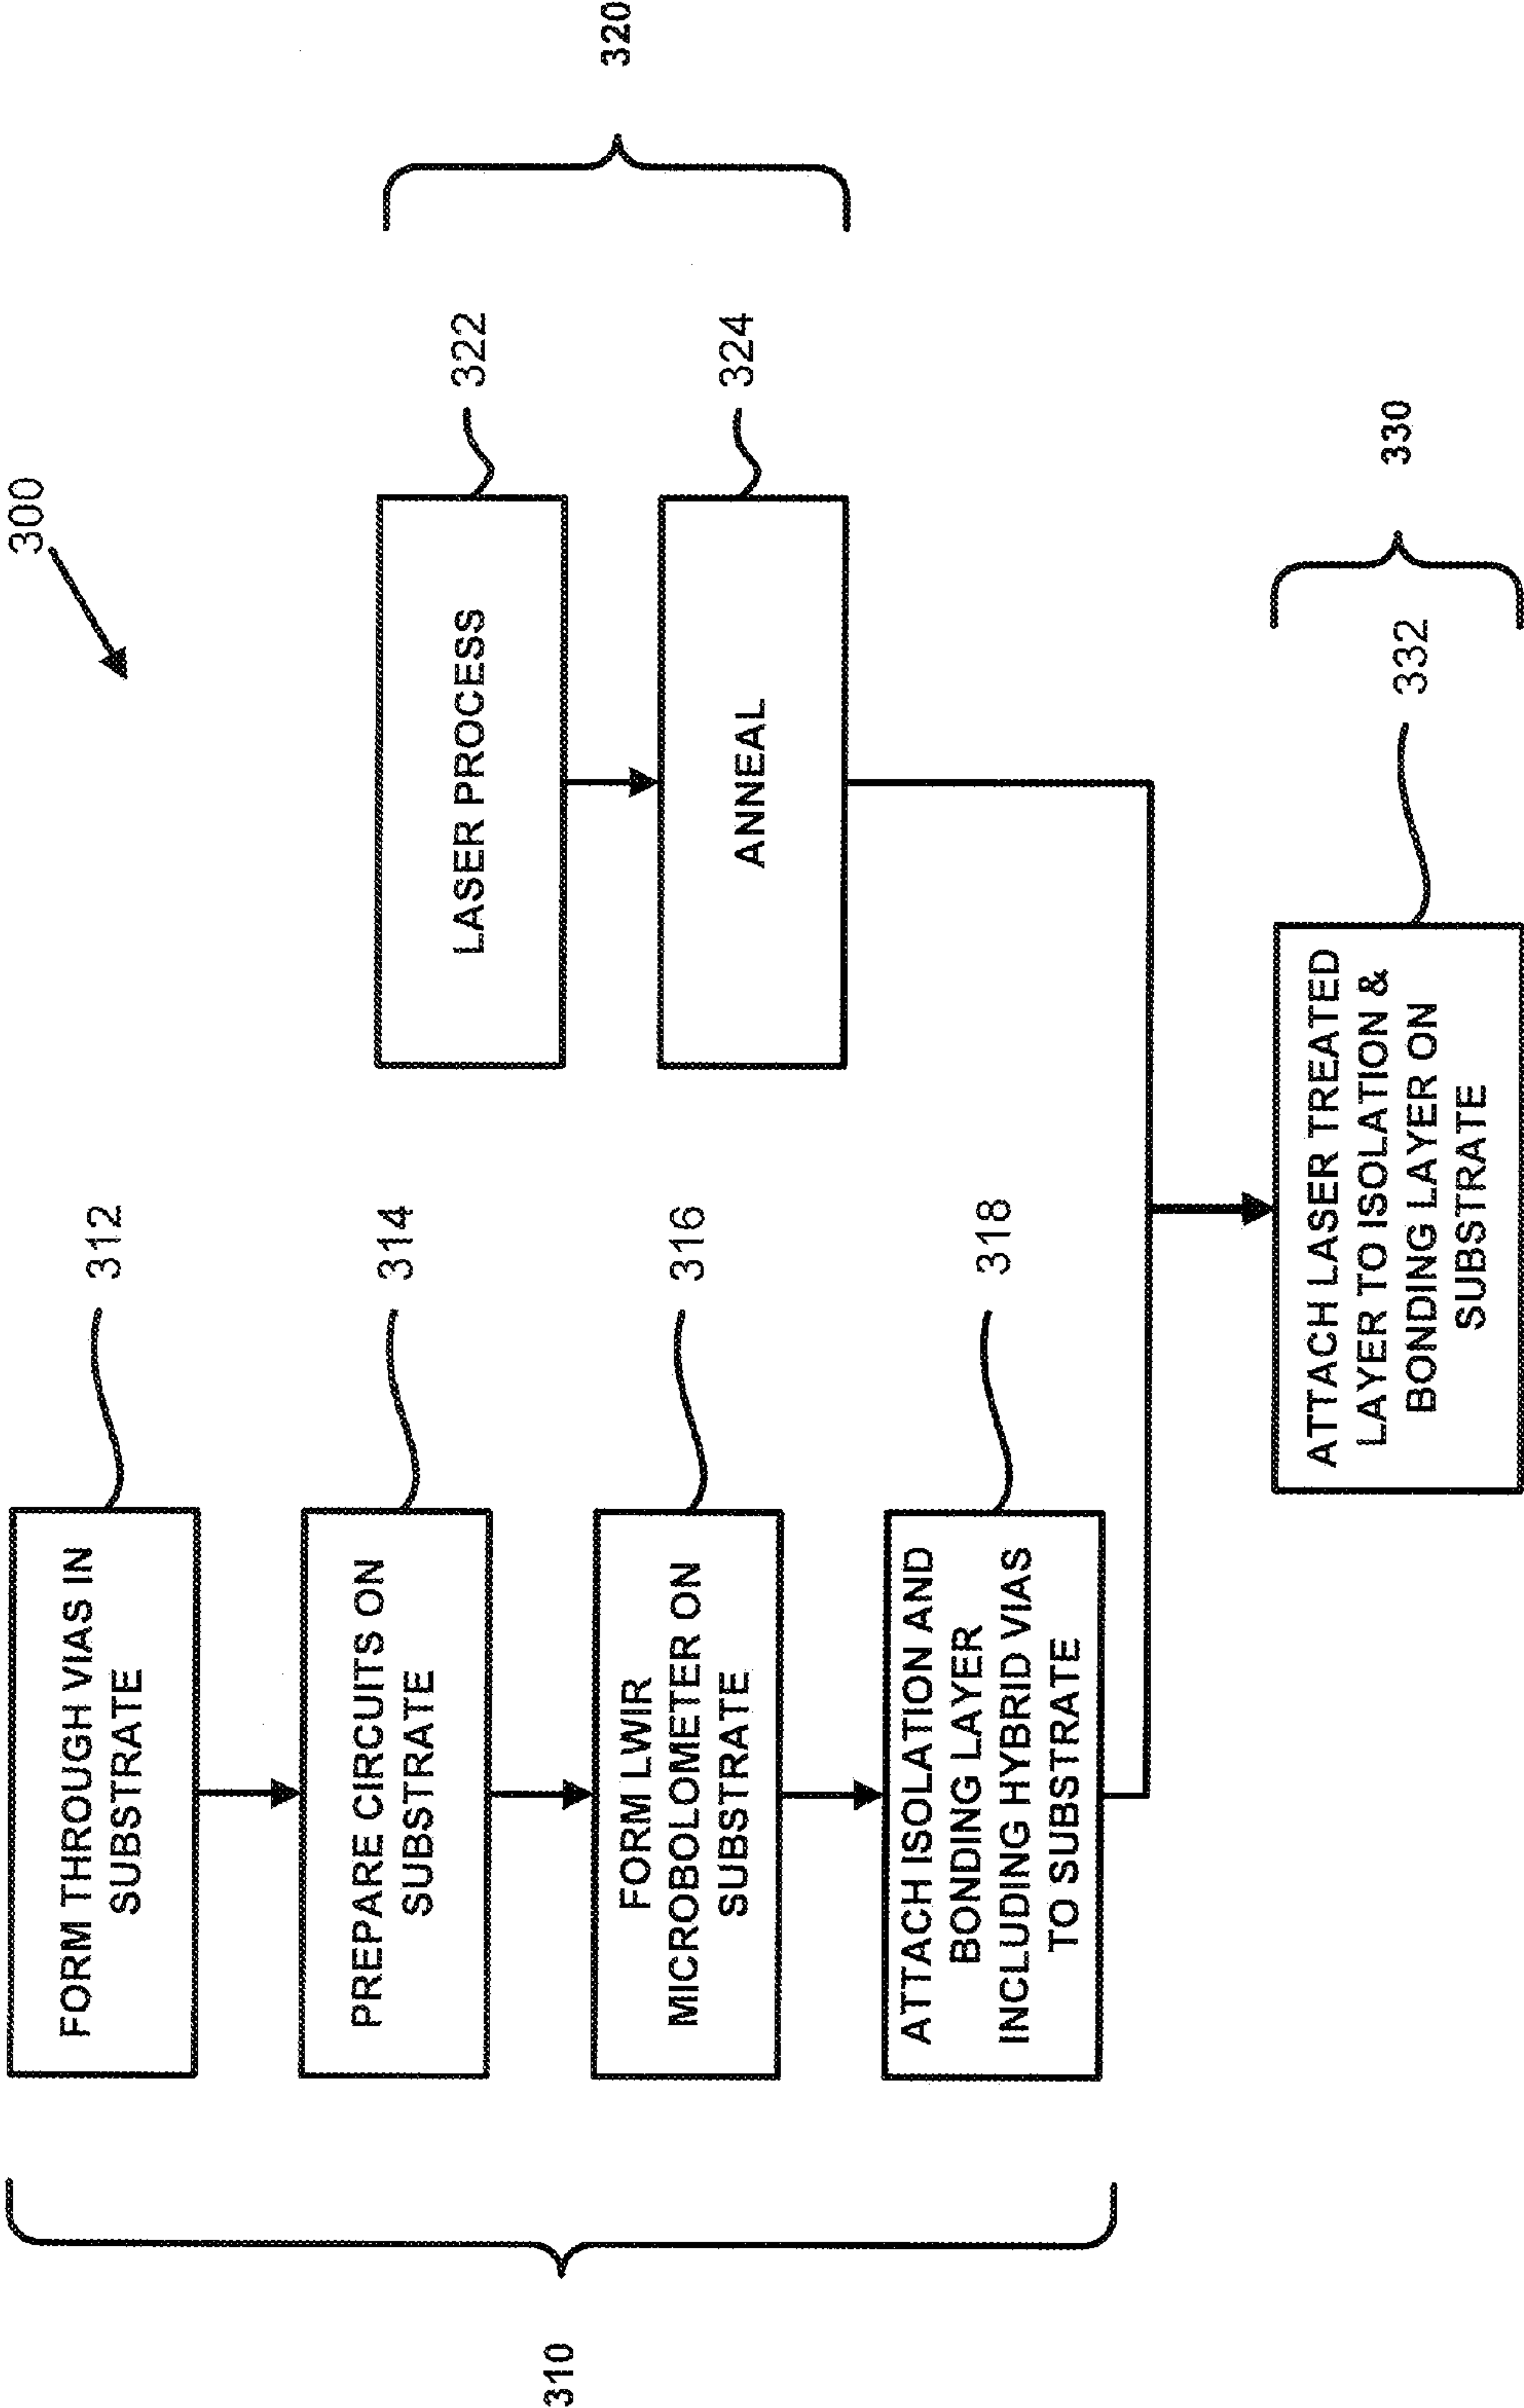 300
310
FORM THROUGH VIAS IN
SUBSTRATE
312
PREPARE CIRCUITS ON
SUBSTRATE
314
FORM LWIR
MICROBOLOMETER ON
SUBSTRATE
316
ATTACH ISOLATION AND
BONDING LAYER
INCLUDING HYBRID VIAS
TO SUBSTRATE
318
LASER PROCESS
322
ANNEAL
324
320
ATTACH LASER TREATED
LAYER TO ISOLATION &
BONDING LAYER ON
SUBSTRATE
332
330